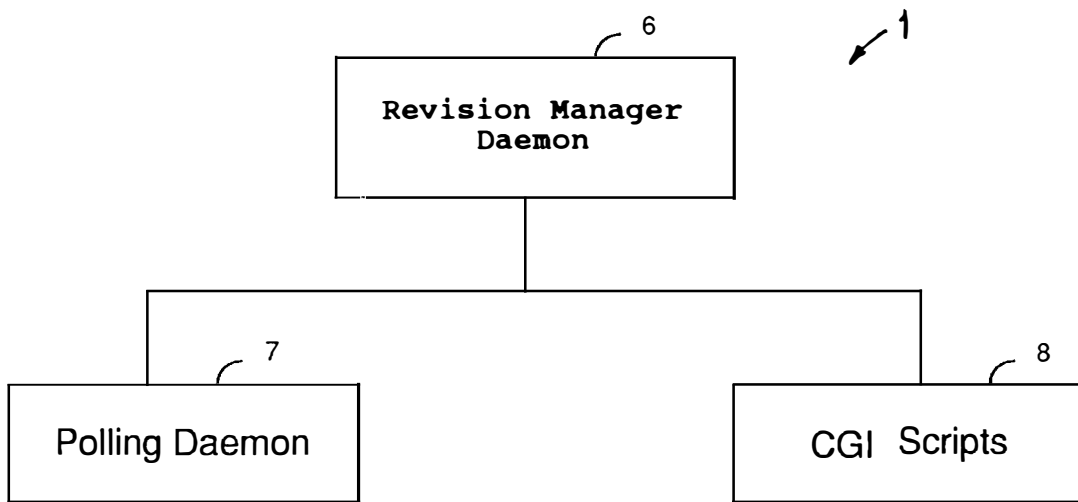 6
1
Revision Manager
Daemon
7
8
Polling Daemon
CGI Scripts